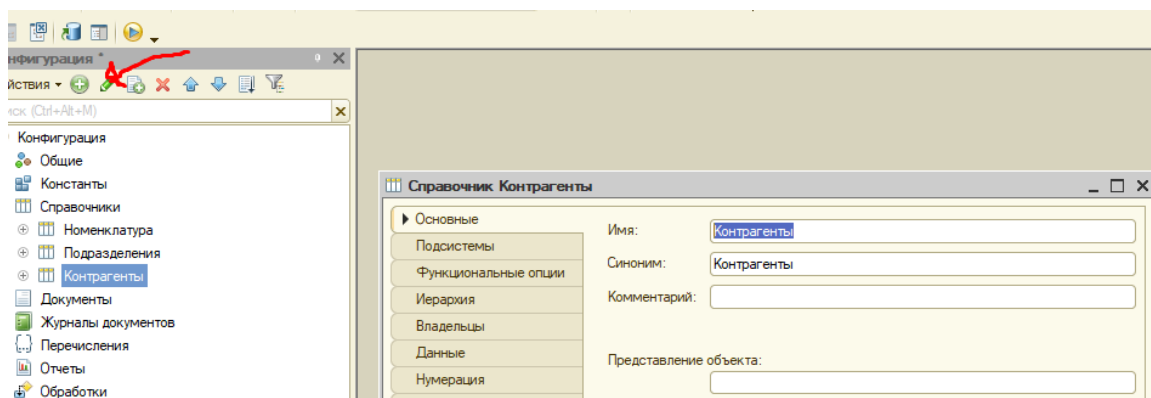 нфигурация *
йствия
иск (Ctrl+Alt+M)
Конфигурация
Общие
Константы
Справочники
Номенклатура
Подразделения
Контрагенты
Документы
Журналы документов
Перечисления
Отчеты
Обработки
Справочник Контрагенты
Основные
Подсистемы
Функциональные опции
Иерархия
Владельцы
Данные
Нумерация
Имя: Контрагенты
Синоним: Контрагенты
Комментарий:
Представление объекта: